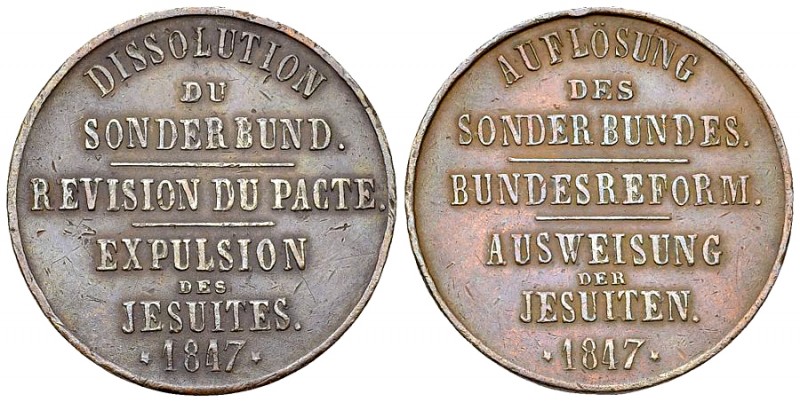 DISSOLUTION
DU
SONDERBUND.
REVISION DU PACTE.
EXPULSION
DES
JESUITES.
* 1847 *
AUFLÖSUNG
DES
SONDERBUNDES.
BUNDESREFORM.
AUSWEISUNG
DER
JESUITEN.
* 1847 *